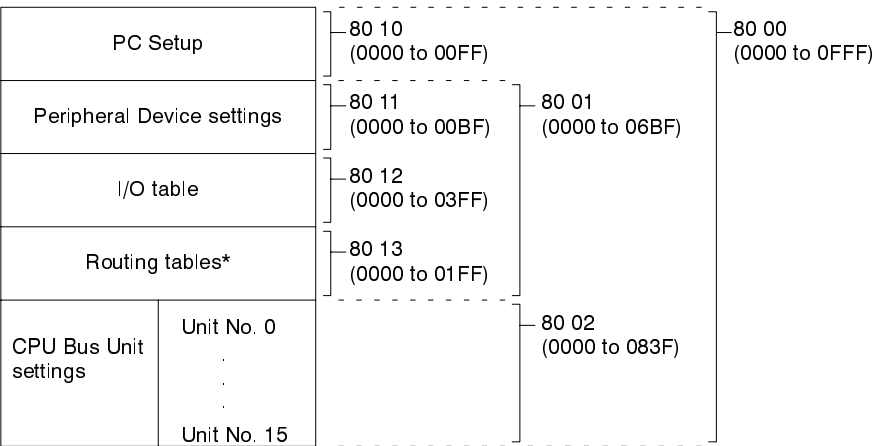 PC Setup
80 10
(0000 to 00FF)
80 00
(0000 to 0FFF)
Peripheral Device settings
80 11
(0000 to 00BF)
80 01
(0000 to 06BF)
I/O table
80 12
(0000 to 03FF)
Routing tables*
80 13
(0000 to 01FF)
CPU Bus Unit
settings
Unit No. 0
.
.
.
Unit No. 15
80 02
(0000 to 083F)